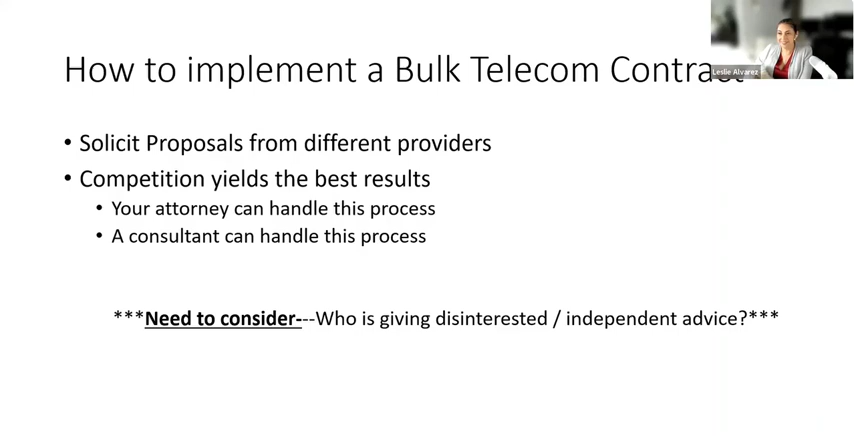 How to implement a Bulk Telecom Contract
Leslie Alvarez
• Solicit Proposals from different providers
• Competition yields the best results
• Your attorney can handle this process
• A consultant can handle this process
***Need to consider---Who is giving disinterested / independent advice?***